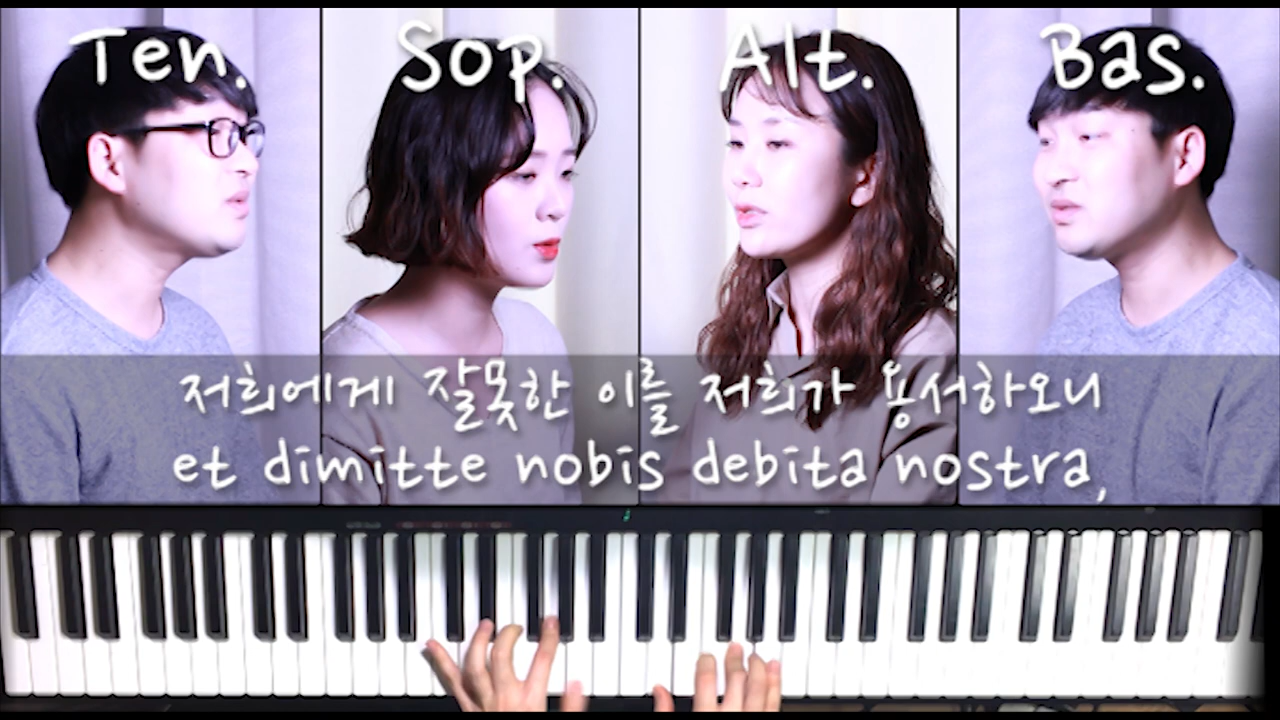 Ten. Sop. Alt. Bas.
저희에게 잘못한 이를 저희가 용서하오니
et dimitte nobis debita nostra,